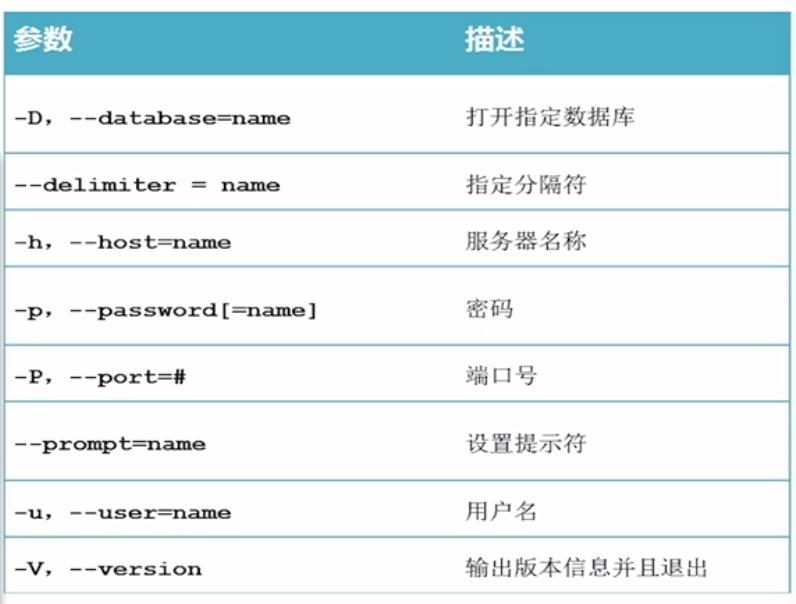 参数 描述
-D, --database=name 打开指定数据库
--delimiter = name 指定分隔符
-h, --host=name 服务器名称
-p, --password[=name] 密码
-P, --port=# 端口号
--prompt=name 设置提示符
-u, --user=name 用户名
-V, --version 输出版本信息并且退出